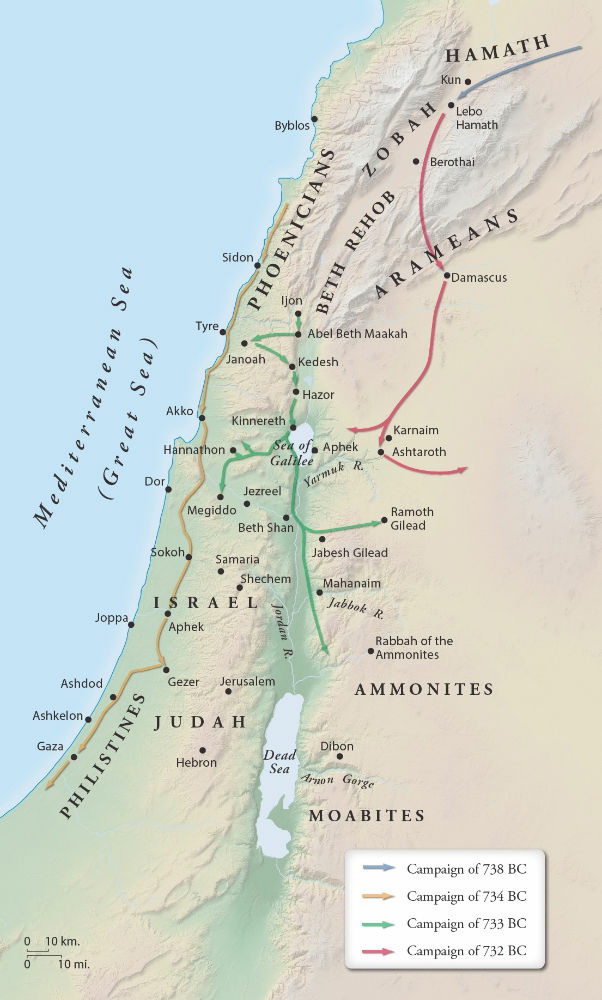 HAMATH
Kun
Lebo
Hamath
ZOBAH
Byblos
Berothai
PHOENICIANS
BETH REHOB
ARAMEANS
Sidon
Damascus
Mediterranean Sea
(Great Sea)
Ijon
Tyre
Abel Beth Maakah
Janoah
Kedesh
Hazor
Akko
Kinnereth
Karnaim
Hannathon
Sea of
Galilee
Aphek
Ashtaroth
Yarmuk R.
Dor
Megiddo
Jezreel
Beth Shan
Ramoth
Gilead
Sokoh
Jabesh Gilead
Samaria
Shechem
Mahanaim
ISRAEL
Jordan R.
Jabbok R.
Joppa
Aphek
Rabbah of the
Ammonites
Ashdod
Gezer
Jerusalem
AMMONITES
Ashkelon
JUDAH
Gaza
PHILISTINES
Hebron
Dead
Sea
Dibon
Arnon Gorge
MOABITES
Campaign of 738 BC
Campaign of 734 BC
Campaign of 733 BC
Campaign of 732 BC
0 10 km.
0 10 mi.